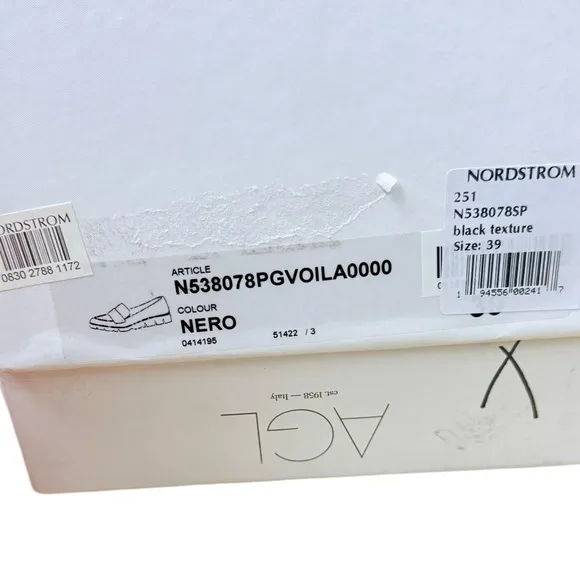 NORDSTROM
251
N538078SP
black texture
Size: 39
1 94556 00241 7
0830 2788 1172
ARTICLE
N538078PGVOILA0000
COLOUR
NERO
0414195
51422 / 3
AGL
est. 1958 — Italy